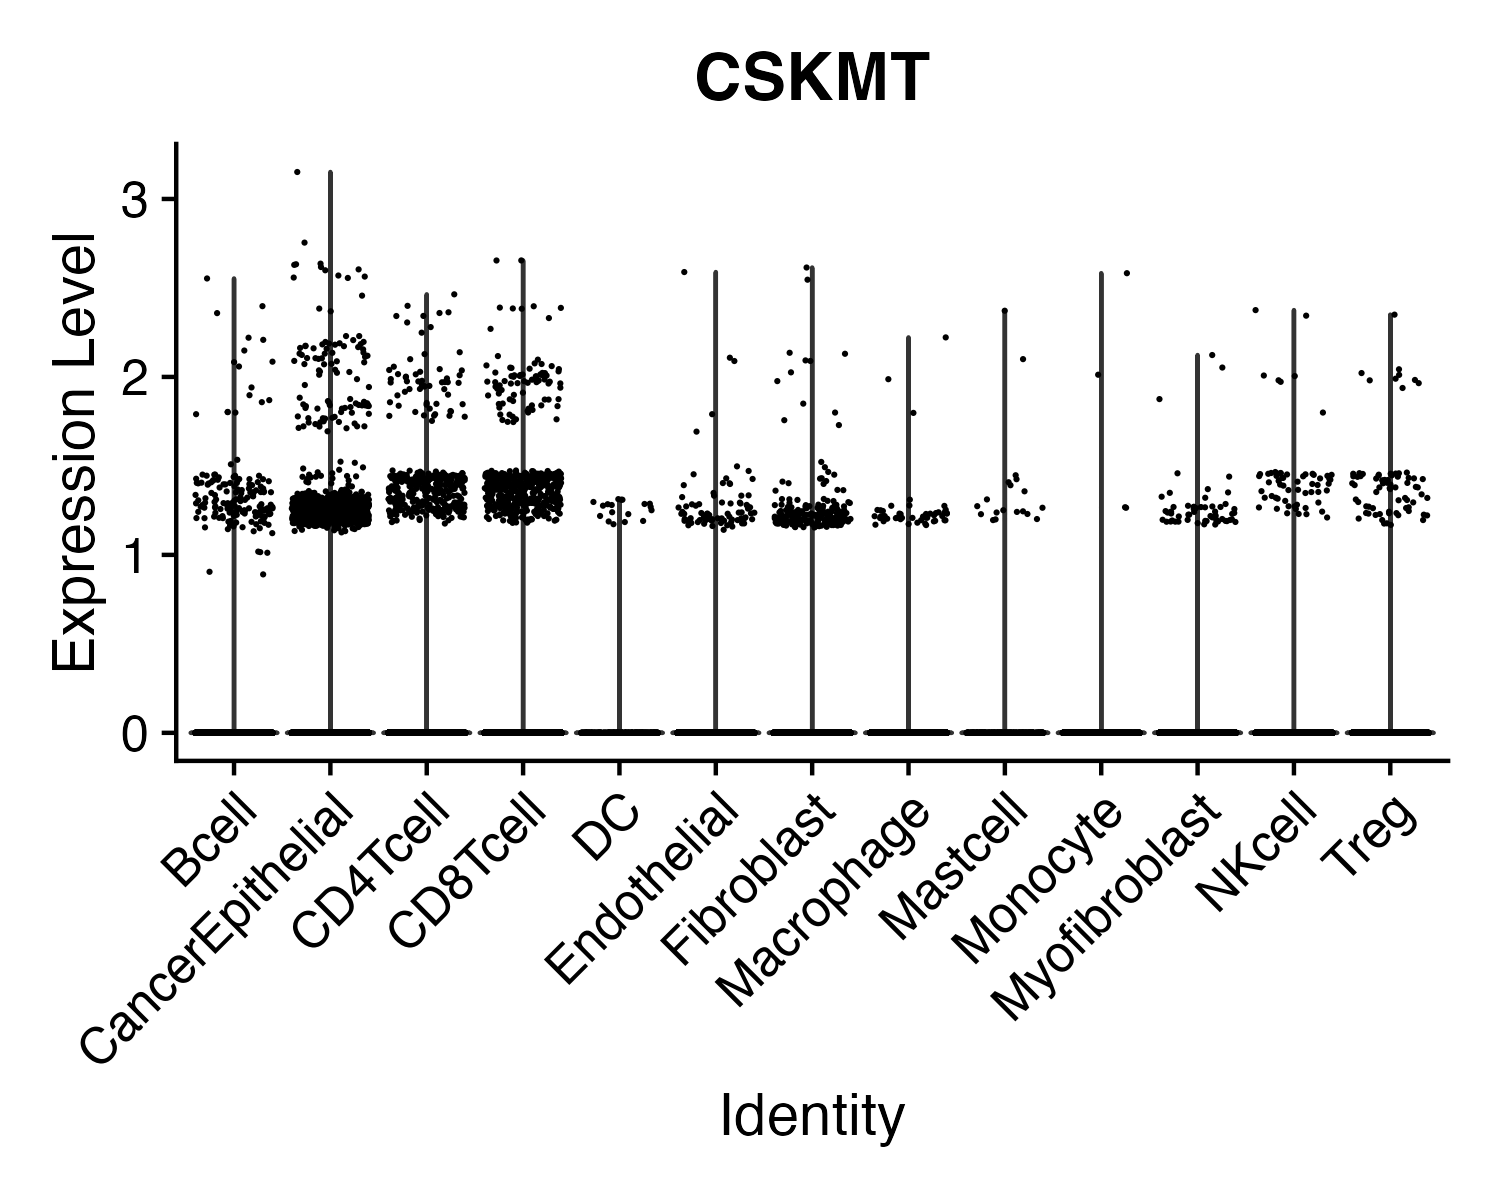 CSKMT
Expression Level
3
2
1
0
Bcell
CancerEpithelial
CD4Tcell
CD8Tcell
DC
Endothelial
Fibroblast
Macrophage
Mastcell
Monocyte
Myofibroblast
NKcell
Treg
Identity